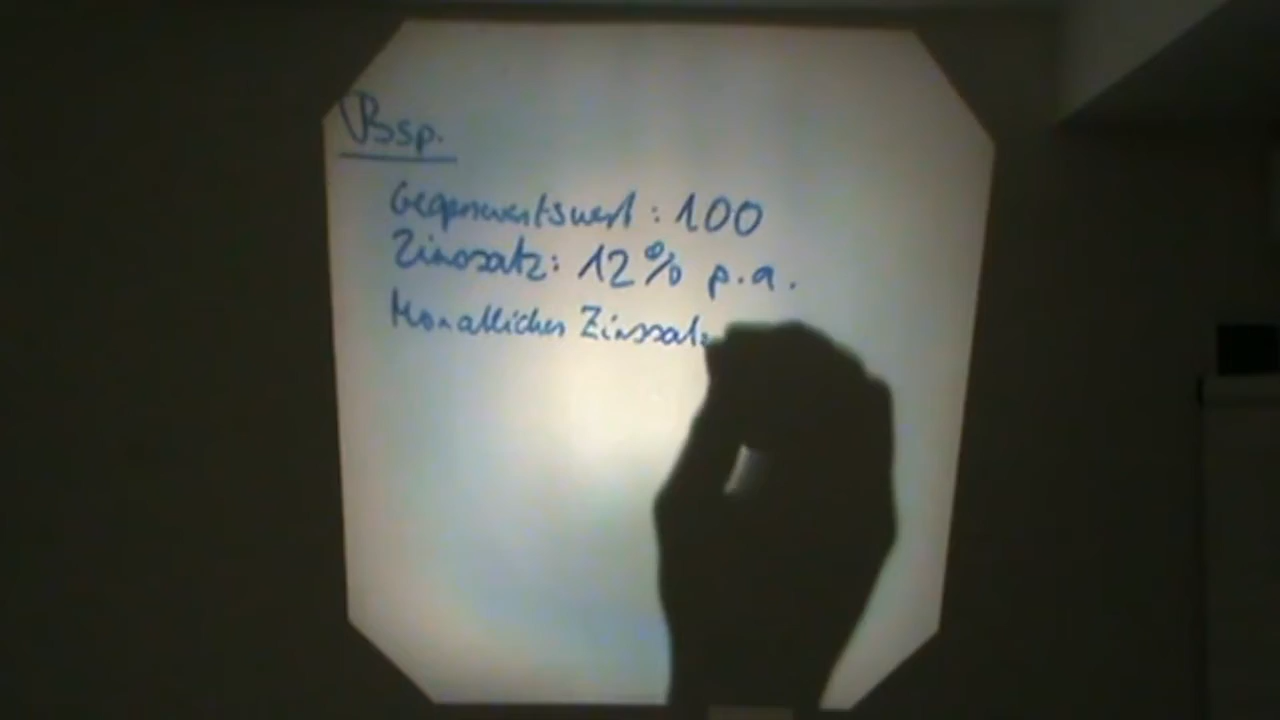 Bsp.
Gegenwartswert: 100
Zinssatz: 12% p.a.
Monatlicher Zinssatz